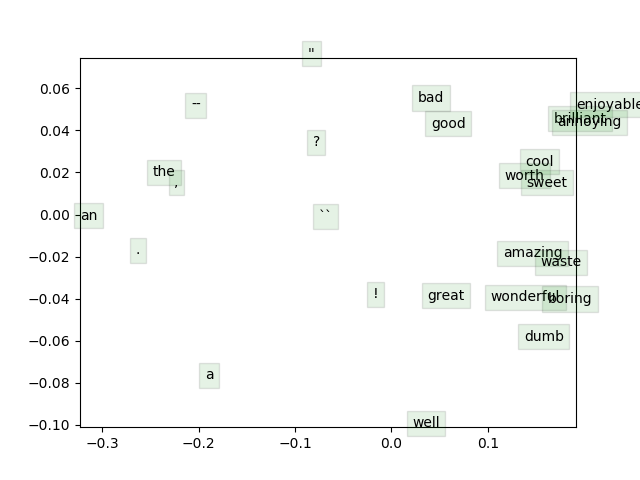 "
0.06
bad
enjoyable
--
brilliant
0.04
good
annoying
?
cool
0.02
the
worth
,
sweet
0.00
an
``
.
amazing
-0.02
waste
!
great
wonderful
boring
−0.04
dumb
−0.06
a
−0.08
well
−0.10
−0.3
−0.2
−0.1
0.0
0.1